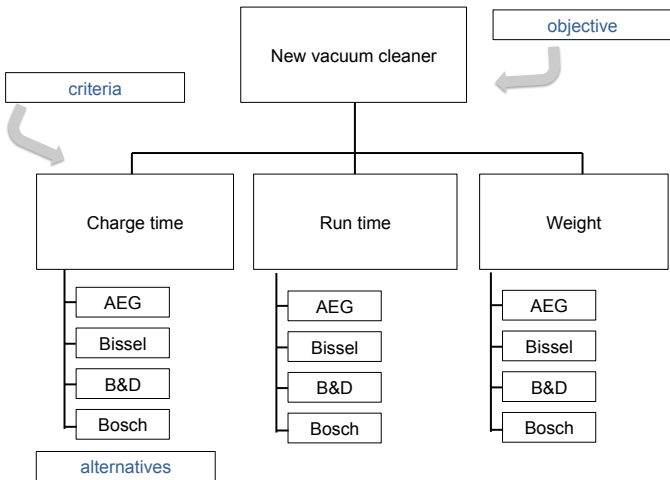 objective
New vacuum cleaner
criteria
Charge time
Run time
Weight
AEG
Bissel
B&D
Bosch
AEG
Bissel
B&D
Bosch
AEG
Bissel
B&D
Bosch
alternatives